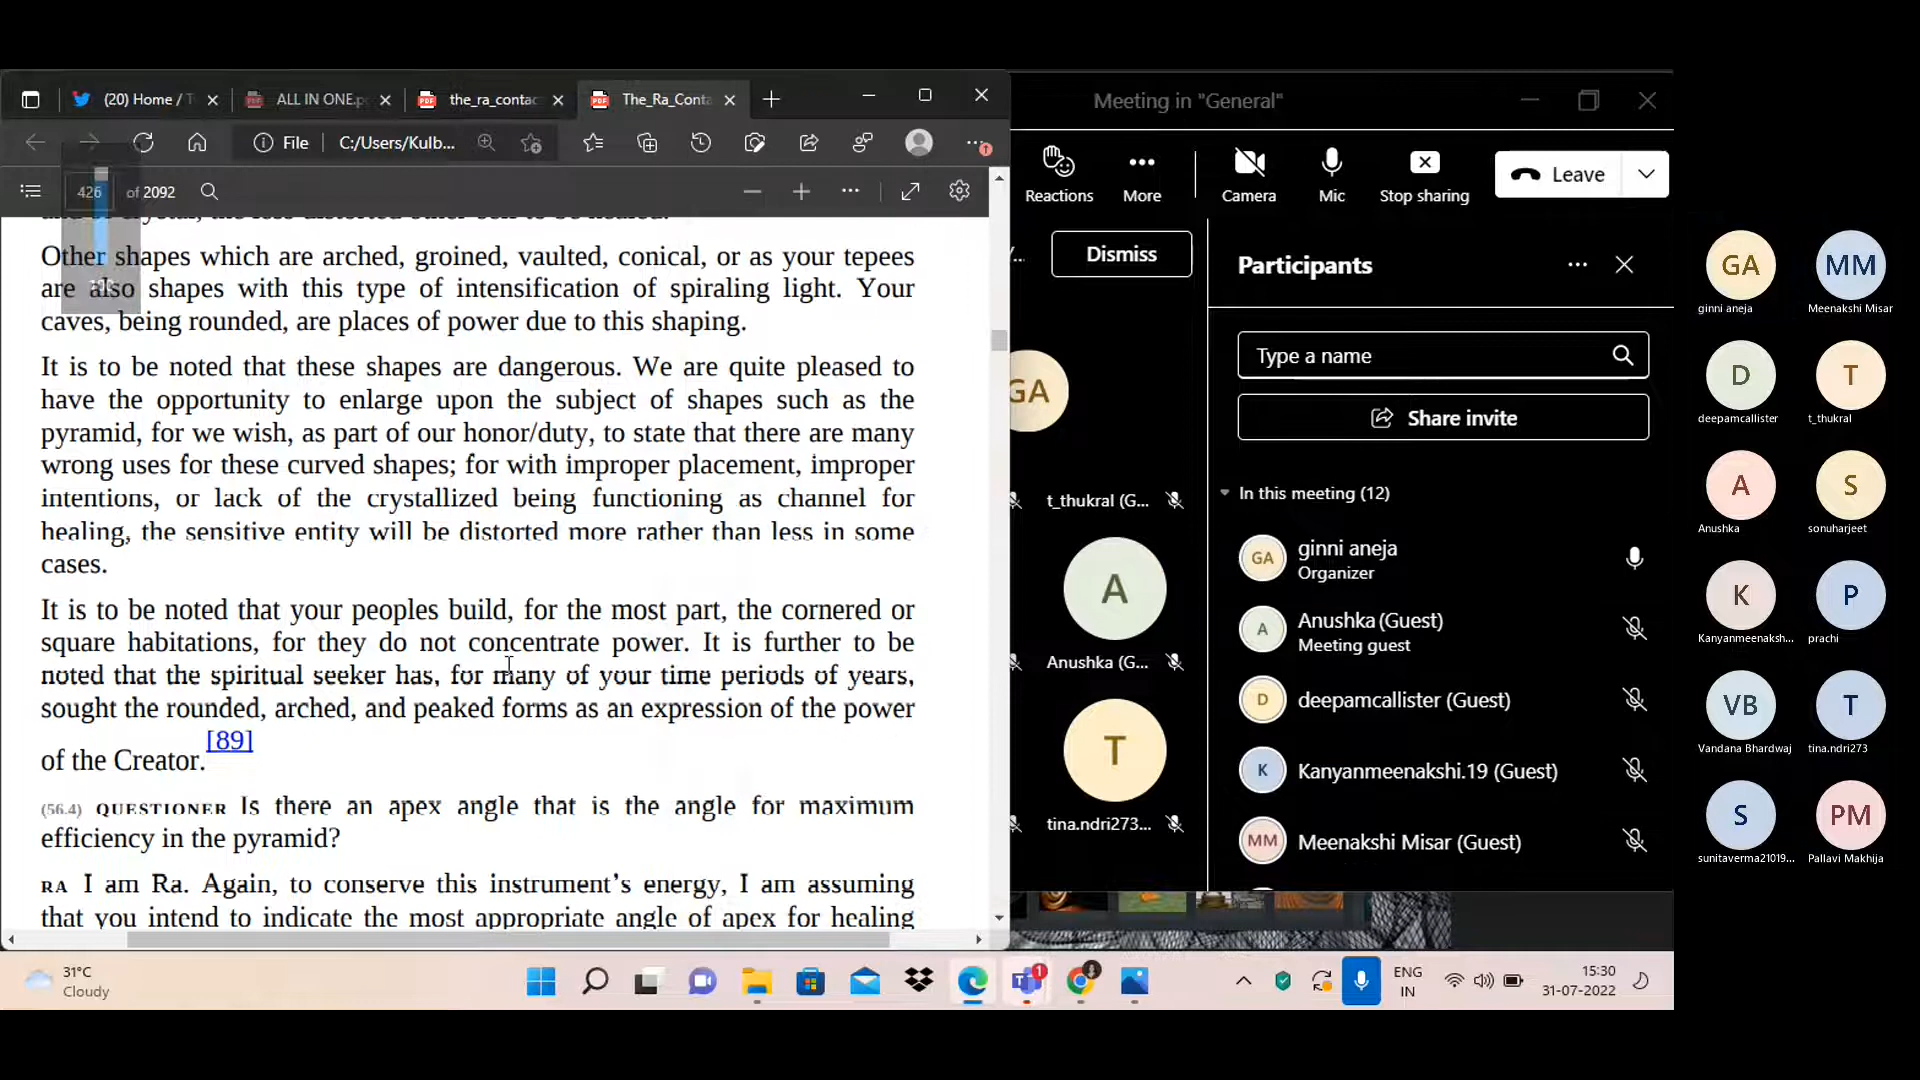 (20) Home / T
ALL IN ONE.p
the_ra_contac
The_Ra_Conta
File
C:/Users/Kulb...
426 of 2092
Other shapes which are arched, groined, vaulted, conical, or as your tepees
are also shapes with this type of intensification of spiraling light. Your
caves, being rounded, are places of power due to this shaping.
It is to be noted that these shapes are dangerous. We are quite pleased to
have the opportunity to enlarge upon the subject of shapes such as the
pyramid, for we wish, as part of our honor/duty, to state that there are many
wrong uses for these curved shapes; for with improper placement, improper
intentions, or lack of the crystallized being functioning as channel for
healing, the sensitive entity will be distorted more rather than less in some
cases.
It is to be noted that your peoples build, for the most part, the cornered or
square habitations, for they do not concentrate power. It is further to be
noted that the spiritual seeker has, for many of your time periods of years,
sought the rounded, arched, and peaked forms as an expression of the power
of the Creator.[89]
(56.4) QUESTIONER Is there an apex angle that is the angle for maximum
efficiency in the pyramid?
RA I am Ra. Again, to conserve this instrument's energy, I am assuming
that you intend to indicate the most appropriate angle of apex for healing
Meeting in "General"
Reactions
More
Camera
Mic
Stop sharing
Leave
Dismiss
GA
t_thukral (G...
A
Anushka (G...
T
tina.ndri273...
Participants
Type a name
Share invite
In this meeting (12)
GA
ginni aneja
Organizer
A
Anushka (Guest)
Meeting guest
D
deepamcallister (Guest)
K
Kanyanmeenakshi.19 (Guest)
MM
Meenakshi Misar (Guest)
GA
MM
ginni aneja
Meenakshi Misar
D
T
deepamcallister
t_thukral
A
S
Anushka
sonuharjeet
K
P
Kanyanmeenaksh...
prachi
VB
T
Vandana Bhardwaj
tina.ndri273
S
PM
sunitaverma21019...
Pallavi Makhija
31°C
Cloudy
1
ENG
IN
15:30
31-07-2022